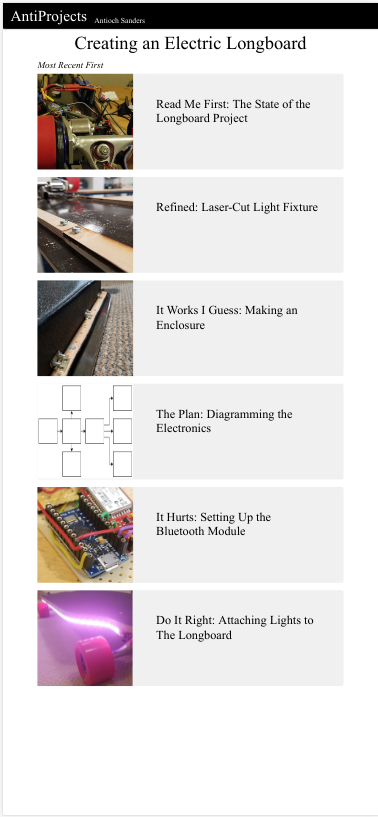 AntiProjects Antioch Sanders
Creating an Electric Longboard
Most Recent First
Read Me First: The State of the
Longboard Project
Refined: Laser-Cut Light Fixture
It Works I Guess: Making an
Enclosure
The Plan: Diagramming the
Electronics
It Hurts: Setting Up the
Bluetooth Module
Do It Right: Attaching Lights to
The Longboard